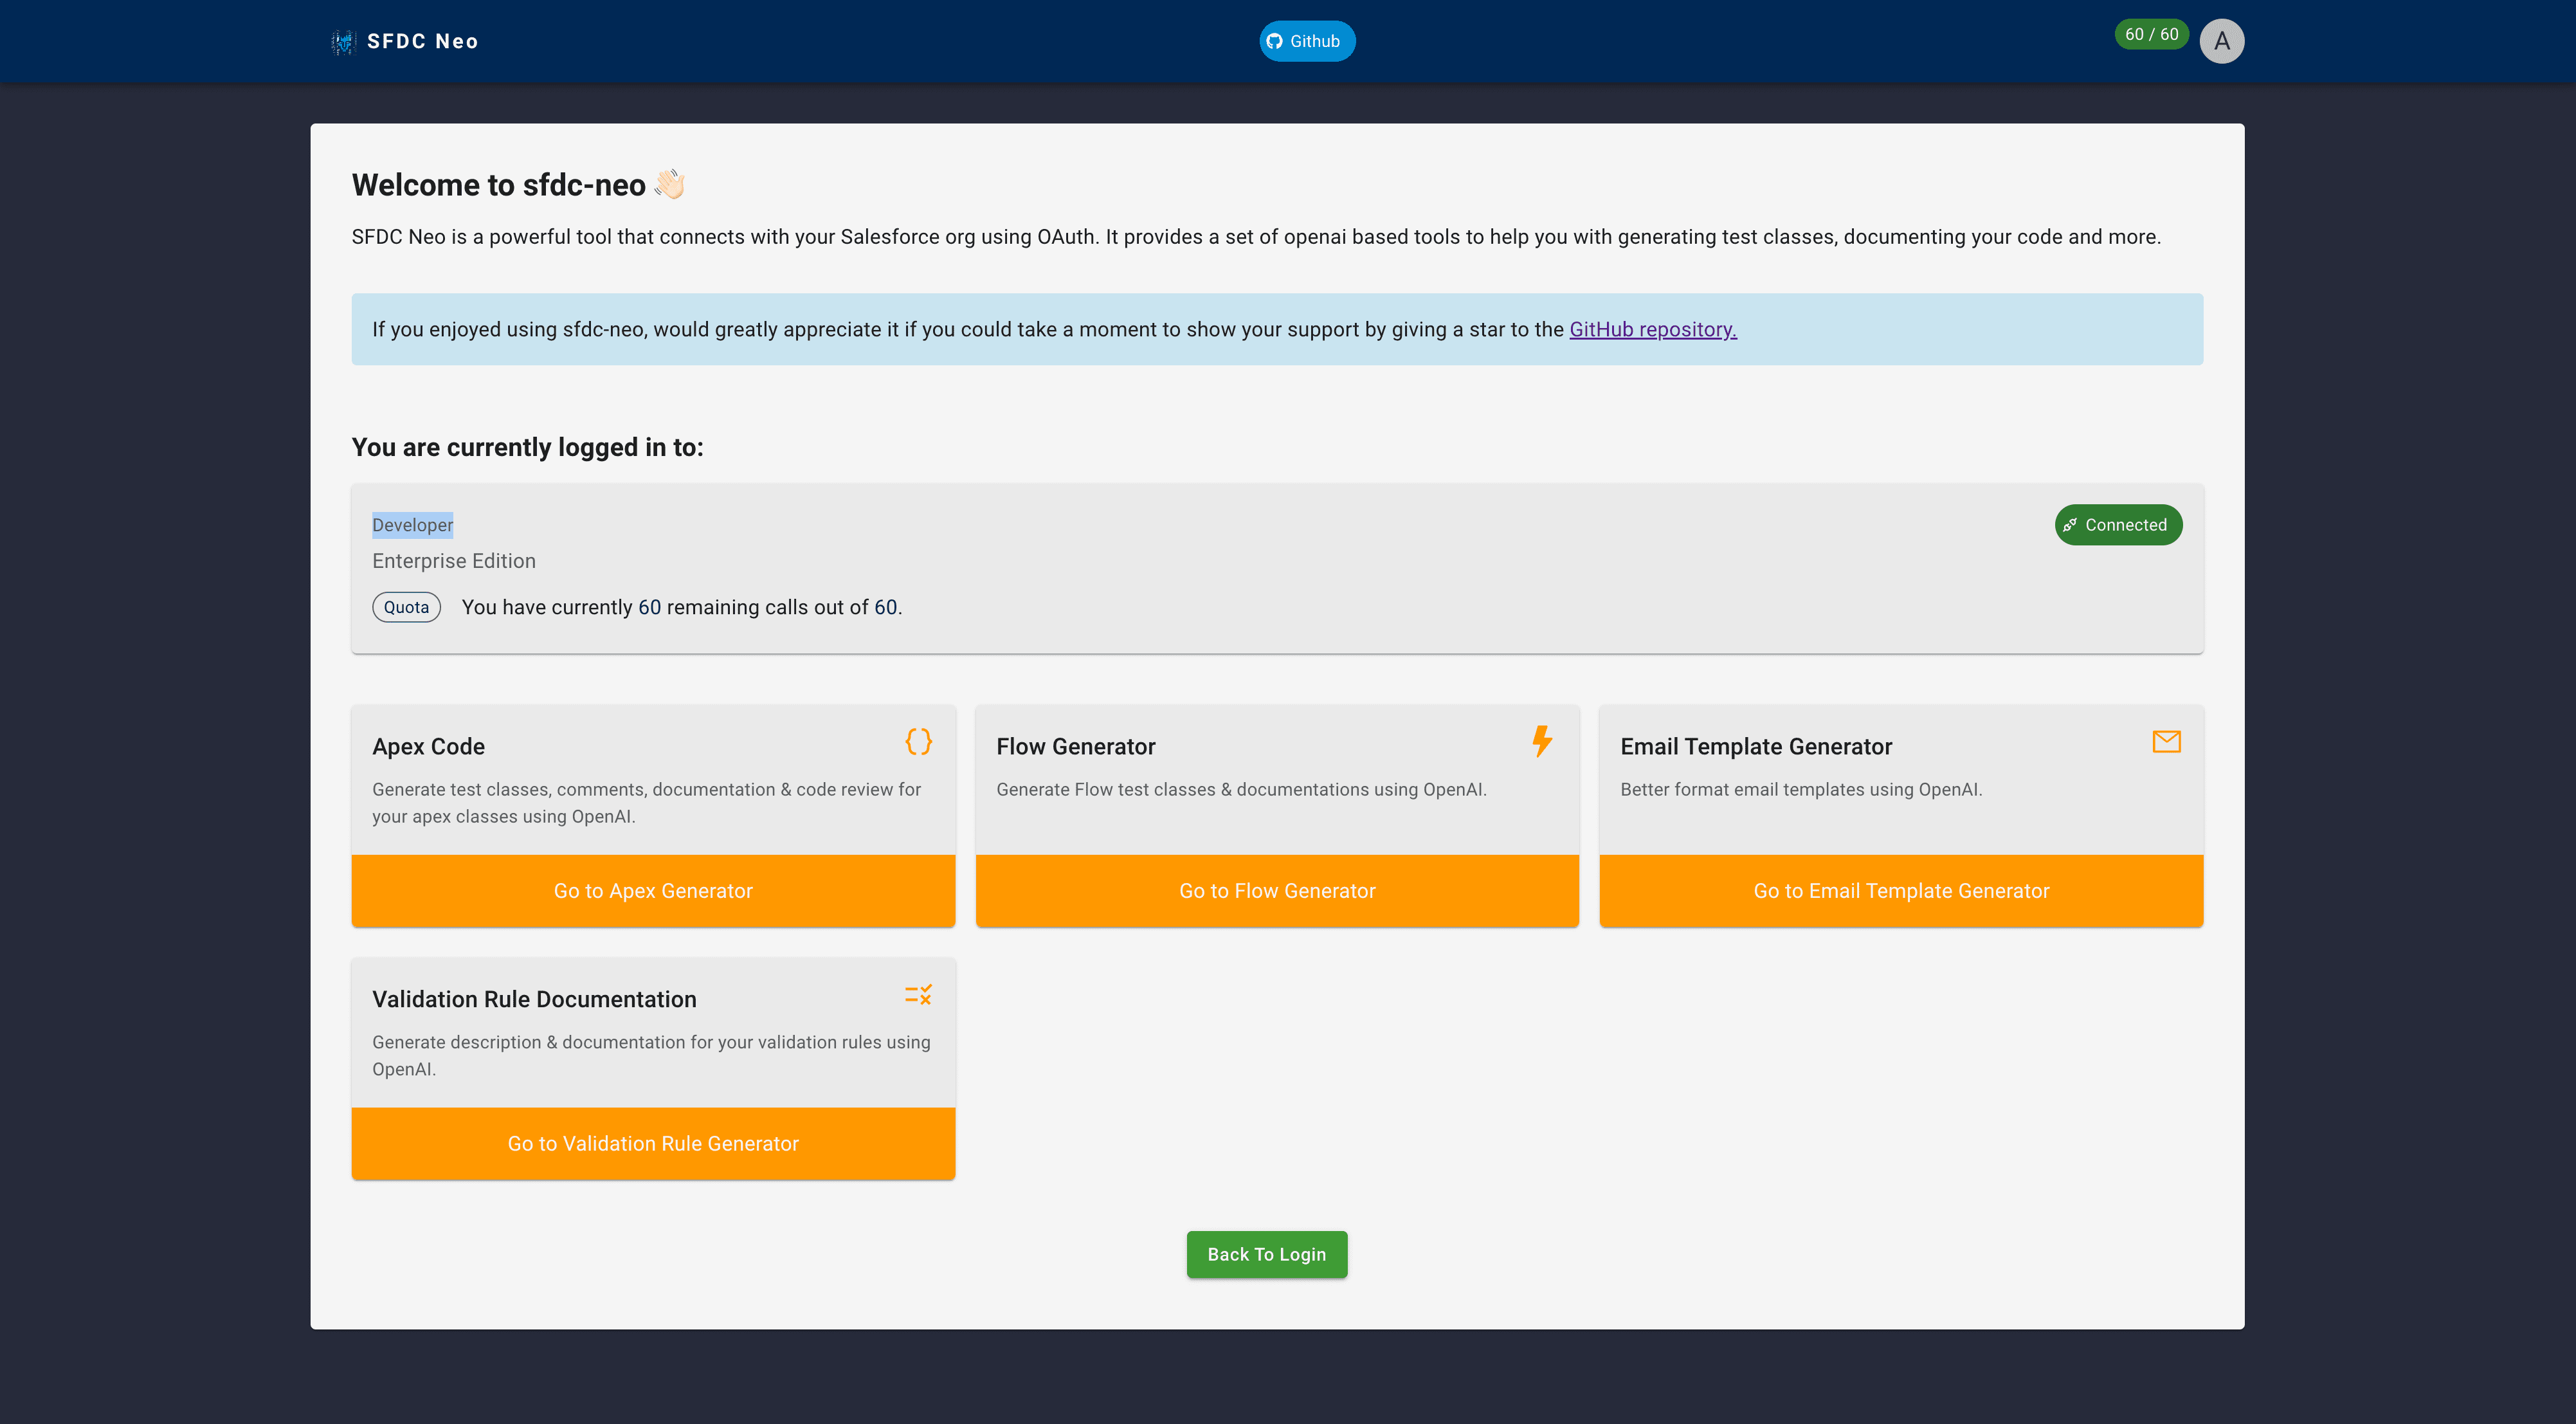 SFDC Neo
Github
60 / 60
A
Welcome to sfdc-neo 👋🏻
SFDC Neo is a powerful tool that connects with your Salesforce org using OAuth. It provides a set of openai based tools to help you with generating test classes, documenting your code and more.
If you enjoyed using sfdc-neo, would greatly appreciate it if you could take a moment to show your support by giving a star to the GitHub repository.
You are currently logged in to:
Developer
Connected
Enterprise Edition
Quota You have currently 60 remaining calls out of 60.
Apex Code
Generate test classes, comments, documentation & code review for
your apex classes using OpenAI.
Go to Apex Generator
Flow Generator
Generate Flow test classes & documentations using OpenAI.
Go to Flow Generator
Email Template Generator
Better format email templates using OpenAI.
Go to Email Template Generator
Validation Rule Documentation
Generate description & documentation for your validation rules using
OpenAI.
Go to Validation Rule Generator
Back To Login